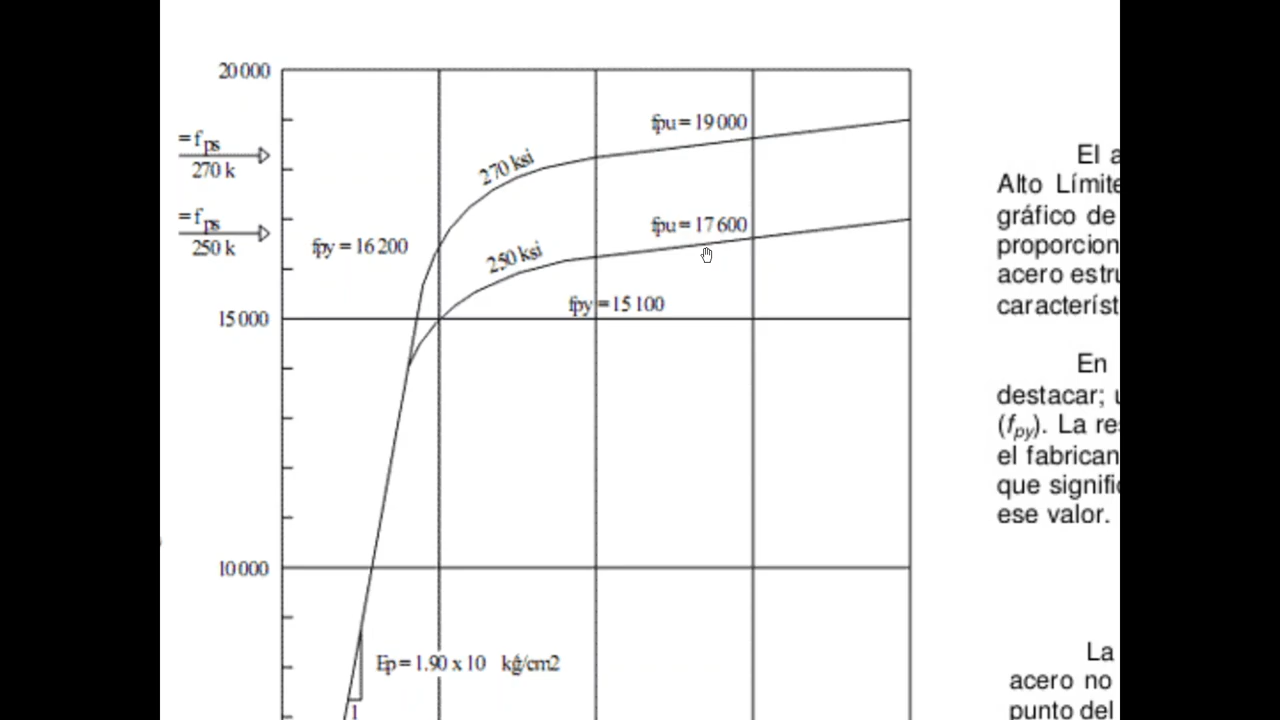 20000
= f ps
270 k
= f ps
250 k
fpu = 19 000
270 ksi
fpy = 16 200
fpu = 17 600
250 ksi
fpy = 15 100
15 000
10 000
Ep = 1.90 x 10 kg/cm2
1
El a
Alto Límite
gráfico de
proporcion
acero estru
característ
En
destacar; u
(fpy). La re
el fabrican
que signific
ese valor.
La
acero no
punto del